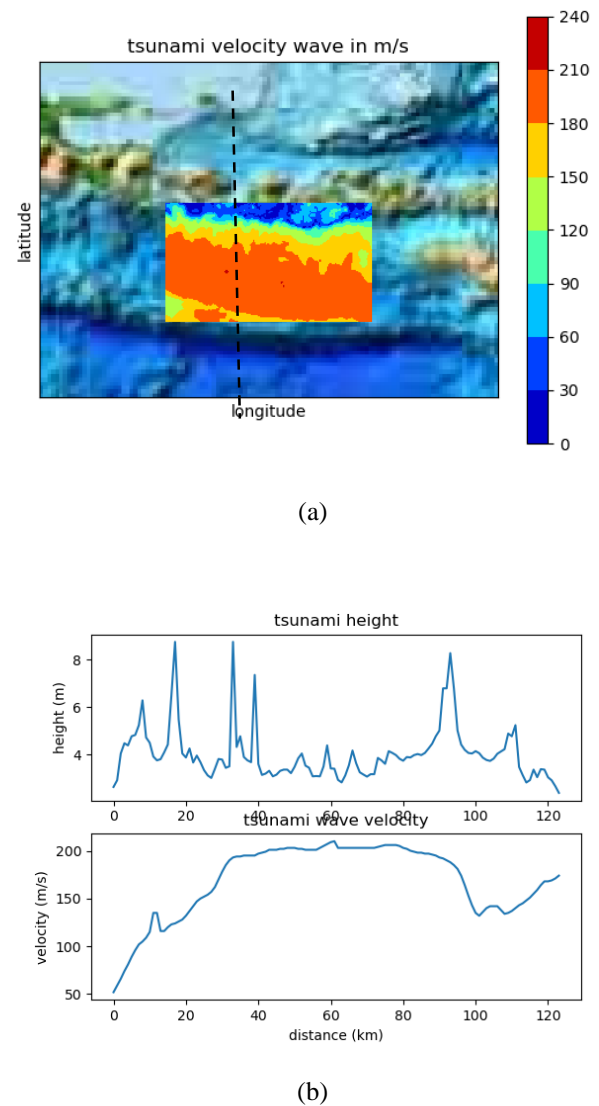 tsunami velocity wave in m/s
latitude
longitude
240
210
180
150
120
90
60
30
0
(a)
tsunami height
height (m)
8
6
4
0 20 40 60 80 100 120
tsunami wave velocity
velocity (m/s)
200
150
100
50
0 20 40 60 80 100 120
distance (km)
(b)